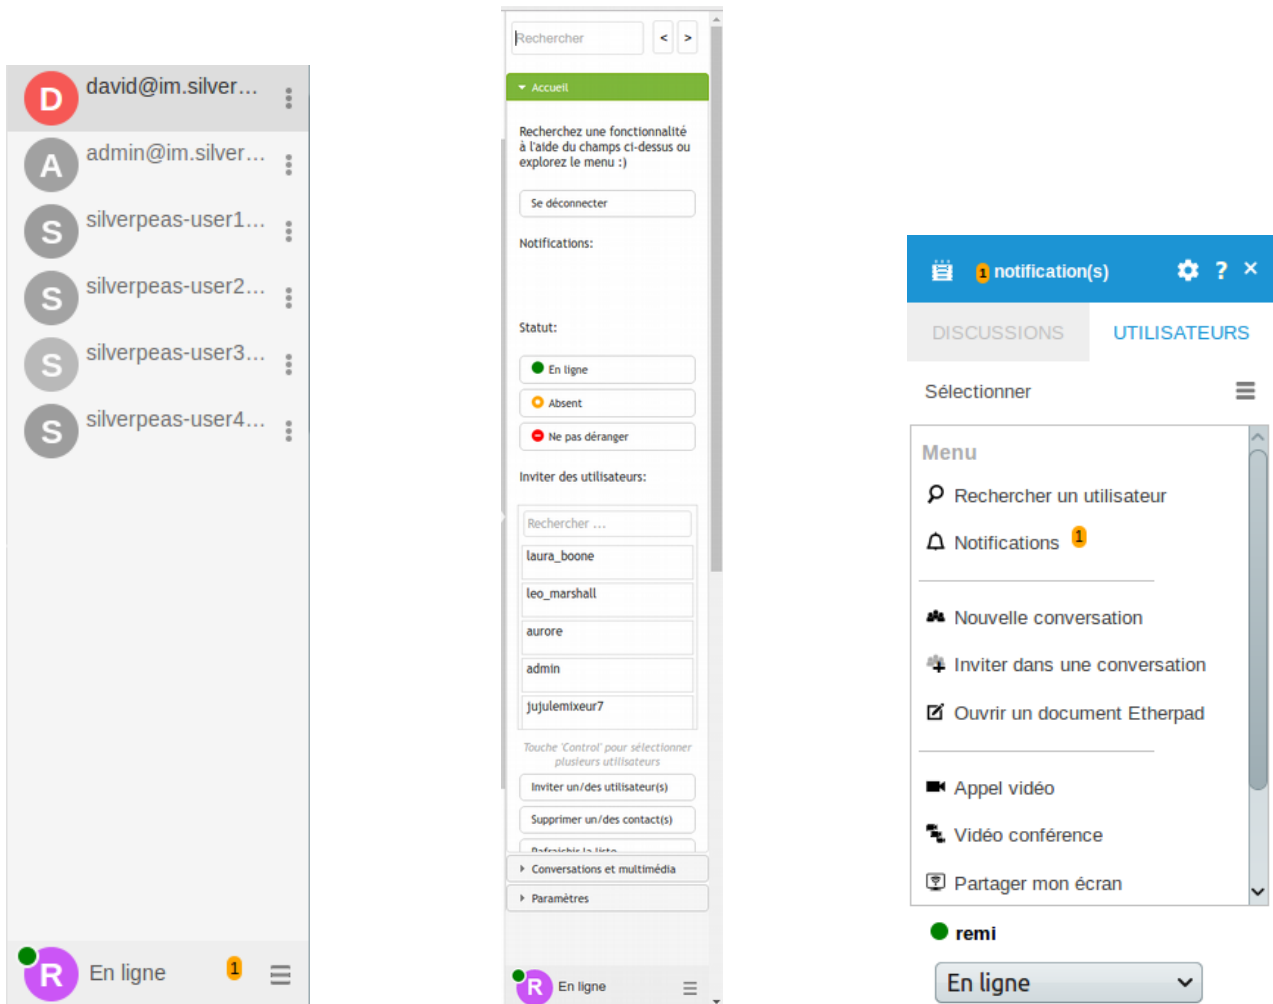 D
david@im.silver...
A
admin@im.silver...
S
silverpeas-user1...
S
silverpeas-user2...
S
silverpeas-user3...
S
silverpeas-user4...
R
En ligne
1
Rechercher
<
>
Accueil
Recherchez une fonctionnalité
à l'aide du champs ci-dessus ou
explorez le menu :)
Se déconnecter
Notifications:
Statut:
En ligne
Absent
Ne pas déranger
Inviter des utilisateurs:
Rechercher ...
laura_boone
leo_marshall
aurore
admin
jujulemixeur7
Touche 'Control' pour sélectionner
plusieurs utilisateurs
Inviter un/des utilisateur(s)
Supprimer un/des contact(s)
Rafraichir la liste
Conversations et multimédia
Paramètres
R
En ligne
1 notification(s)
? ×
DISCUSSIONS
UTILISATEURS
Sélectionner
Menu
Rechercher un utilisateur
Notifications 1
Nouvelle conversation
Inviter dans une conversation
Ouvrir un document Etherpad
Appel vidéo
Vidéo conférence
Partager mon écran
remi
En ligne